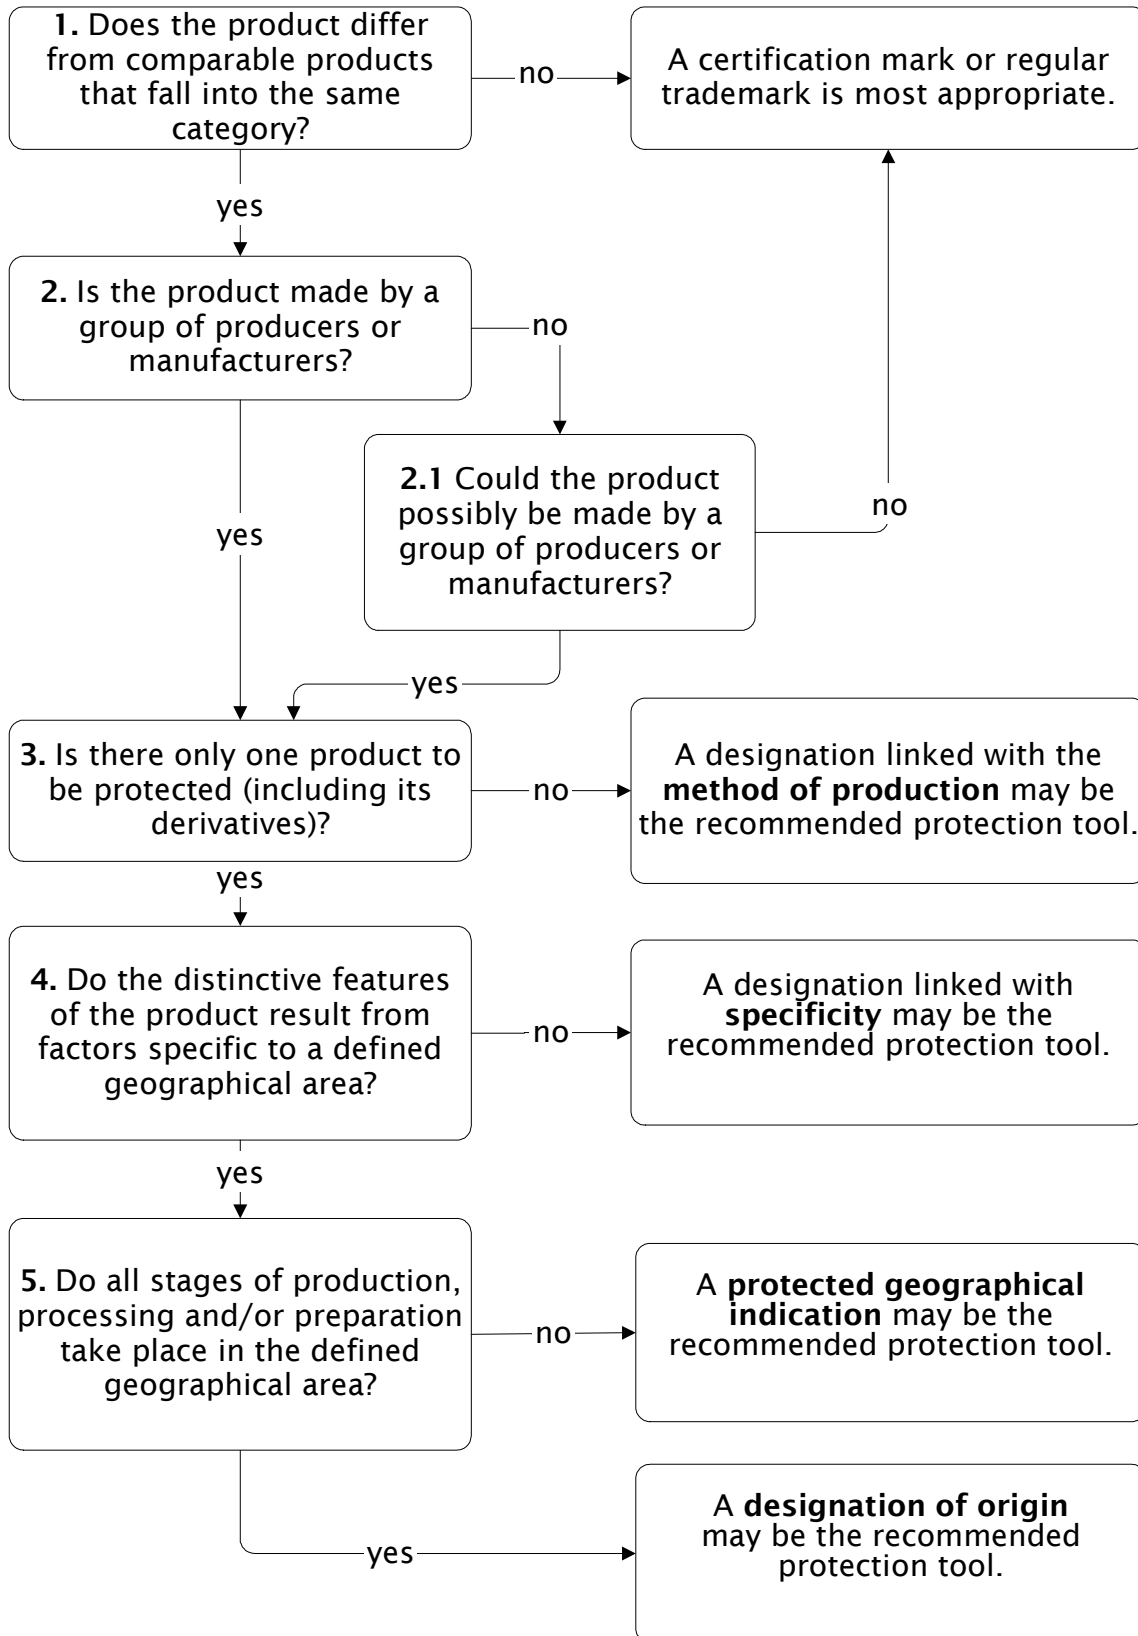 1. Does the product differ
from comparable products
that fall into the same
category?
no
A certification mark or regular
trademark is most appropriate.
yes
2. Is the product made by a
group of producers or
manufacturers?
no
2.1 Could the product
possibly be made by a
group of producers or
manufacturers?
no
yes
yes
3. Is there only one product to
be protected (including its
derivatives)?
no
A designation linked with the
method of production may be
the recommended protection tool.
yes
4. Do the distinctive features
of the product result from
factors specific to a defined
geographical area?
no
A designation linked with
specificity may be the
recommended protection tool.
yes
5. Do all stages of production,
processing and/or preparation
take place in the defined
geographical area?
no
A protected geographical
indication may be the
recommended protection tool.
yes
A designation of origin
may be the recommended
protection tool.